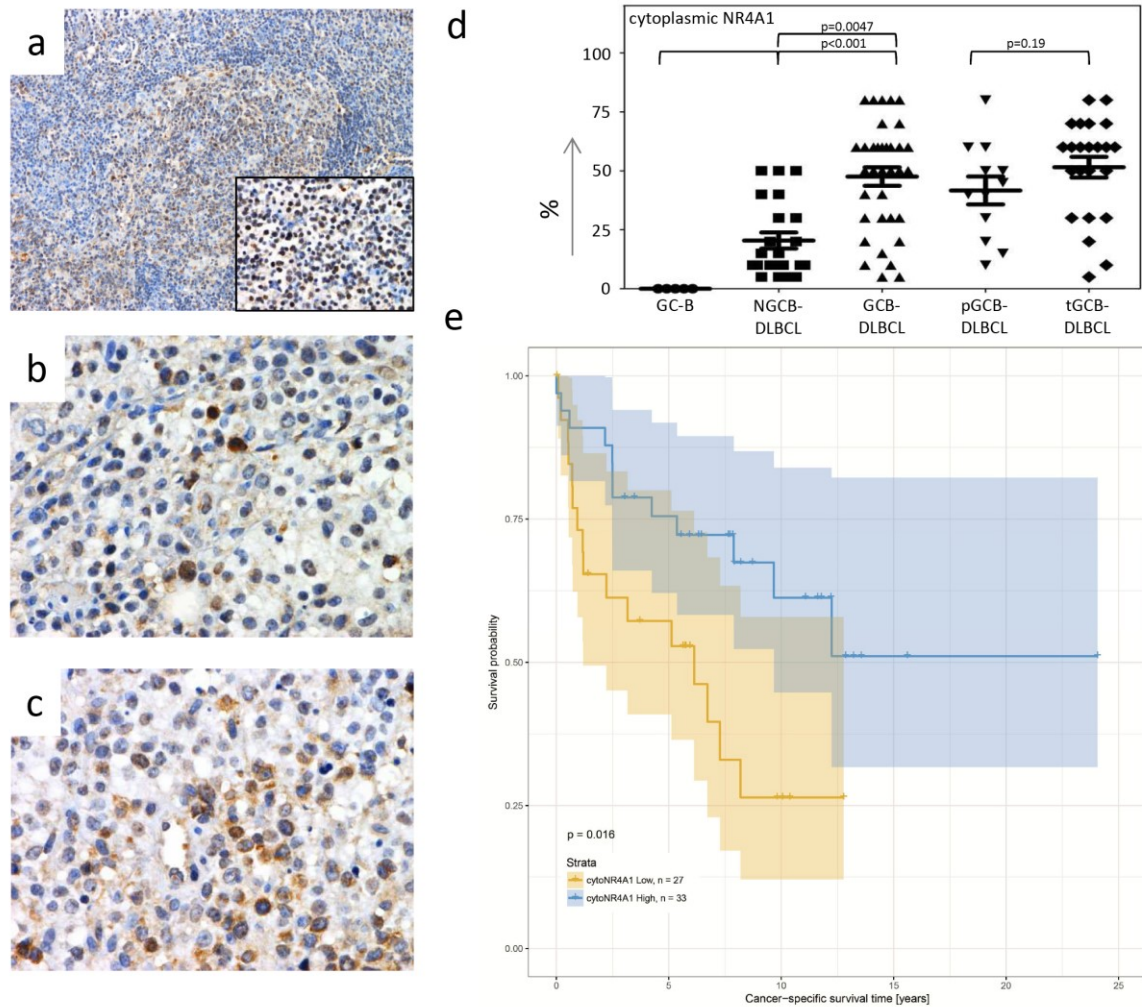 a
b
c
d
cytoplasmic NR4A1
p=0.0047
p<0.001
p=0.19
100
75
50
25
0
%
GC-B
NGCB-
DLBCL
GCB-
DLBCL
pGCB-
DLBCL
tGCB-
DLBCL
e
1.00
0.75
0.50
0.25
0.00
Survival probability
p = 0.016
Strata
cytoNR4A1 Low, n = 27
cytoNR4A1 High, n = 33
0
5
10
15
20
25
Cancer-specific survival time [years]